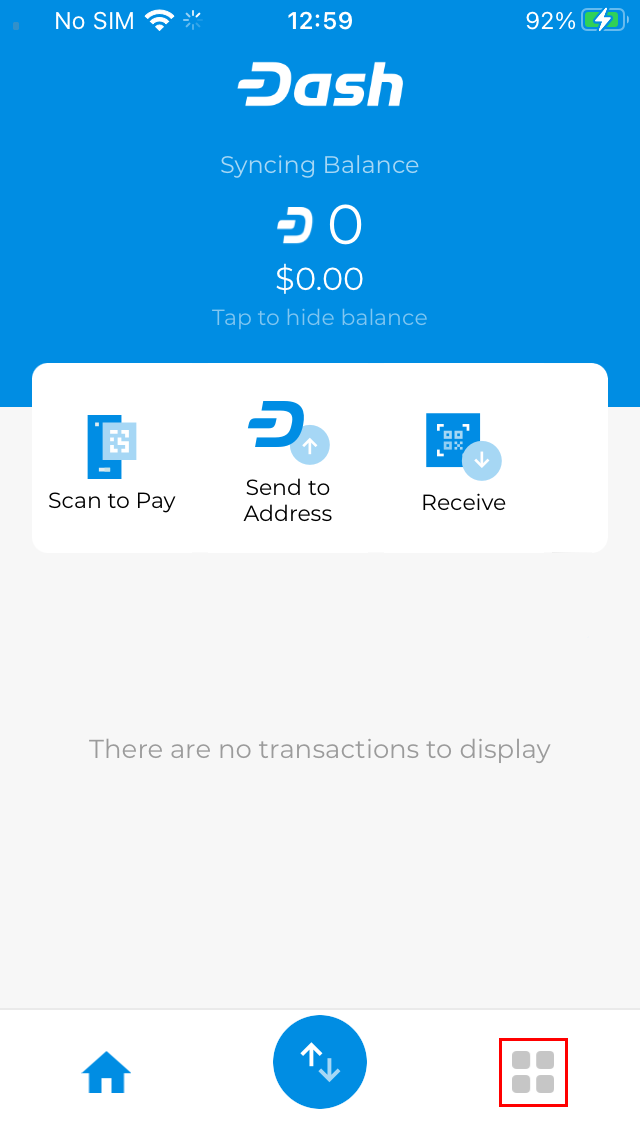 No SIM 12:59 92%
Dash
Syncing Balance
0
$0.00
Tap to hide balance
Scan to Pay
Send to
Address
Receive
There are no transactions to display